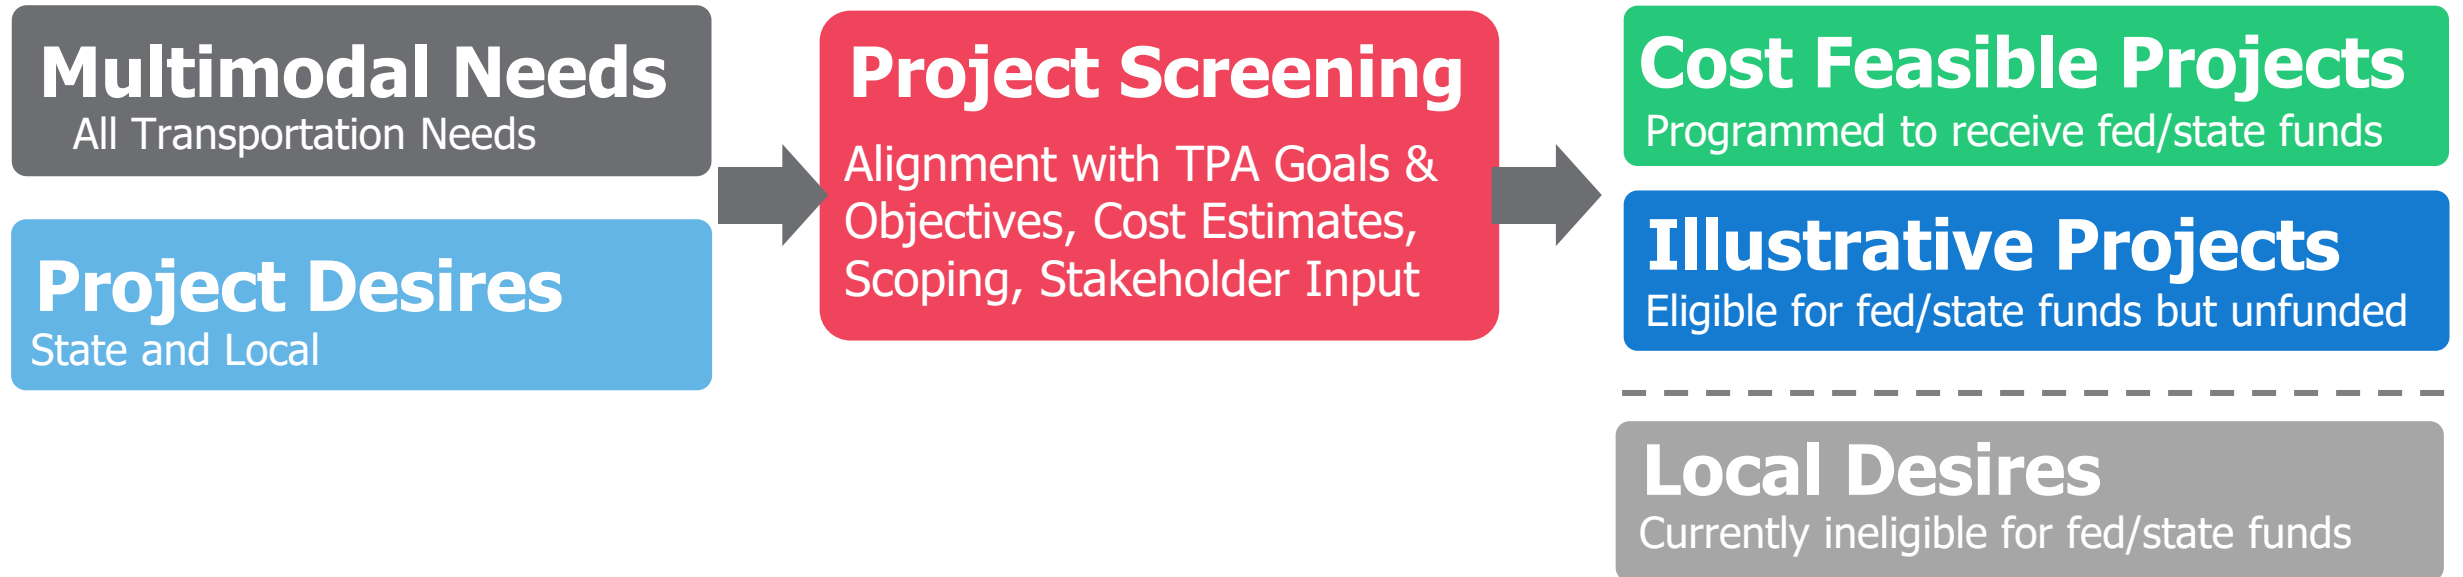 Multimodal Needs
All Transportation Needs
Project Desires
State and Local
Project Screening
Alignment with TPA Goals &
Objectives, Cost Estimates,
Scoping, Stakeholder Input
Cost Feasible Projects
Programmed to receive fed/state funds
Illustrative Projects
Eligible for fed/state funds but unfunded
Local Desires
Currently ineligible for fed/state funds